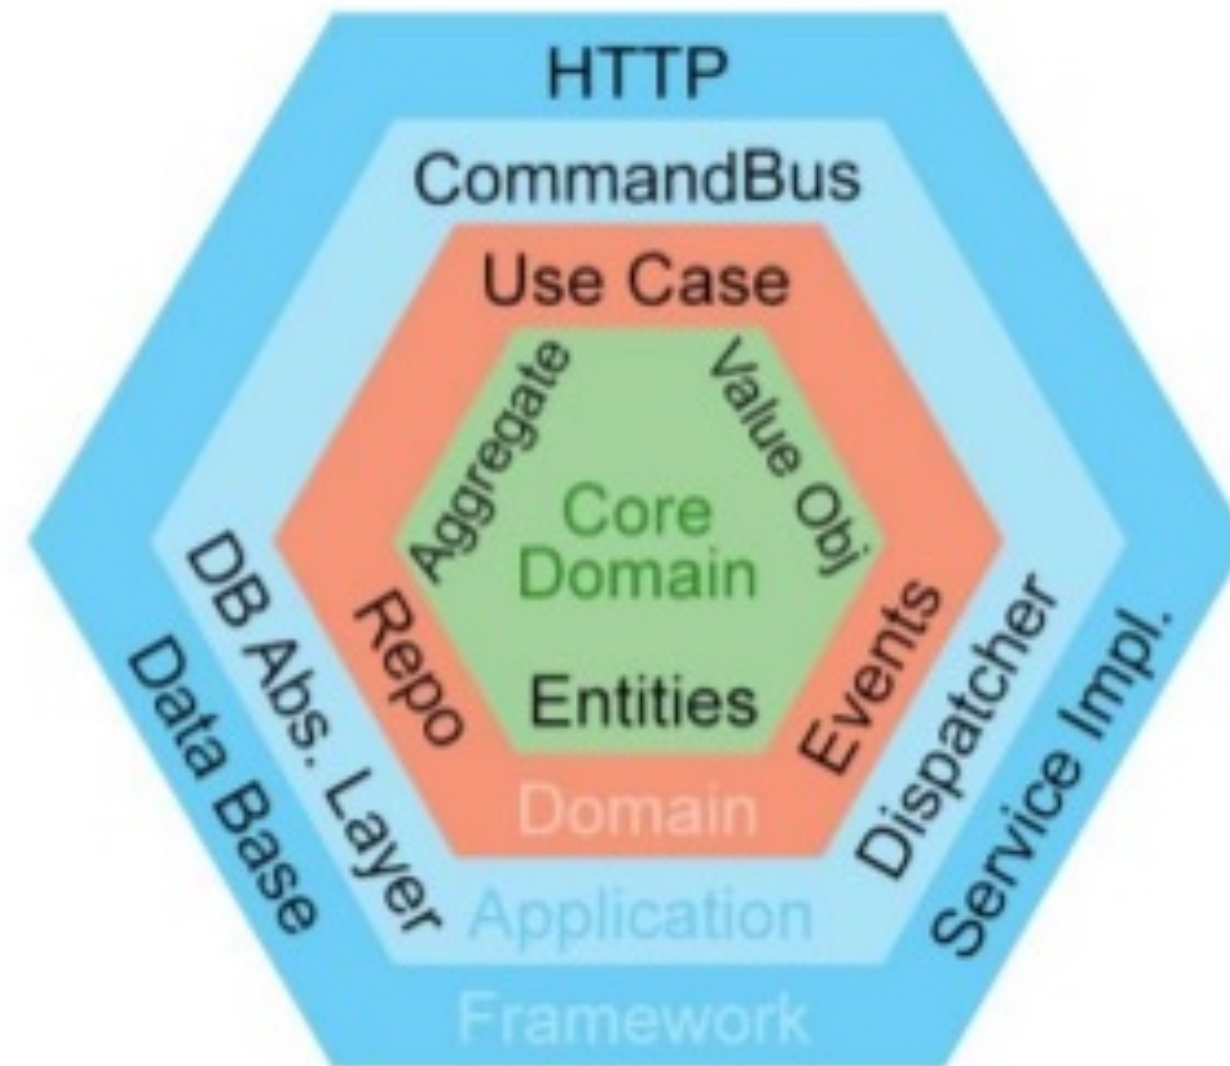 HTTP
CommandBus
Use Case
Aggregate
Value Obj
Core
Domain
Entities
Repo
Events
Domain
DB Abs. Layer
Dispatcher
Application
Data Base
Service Impl.
Framework